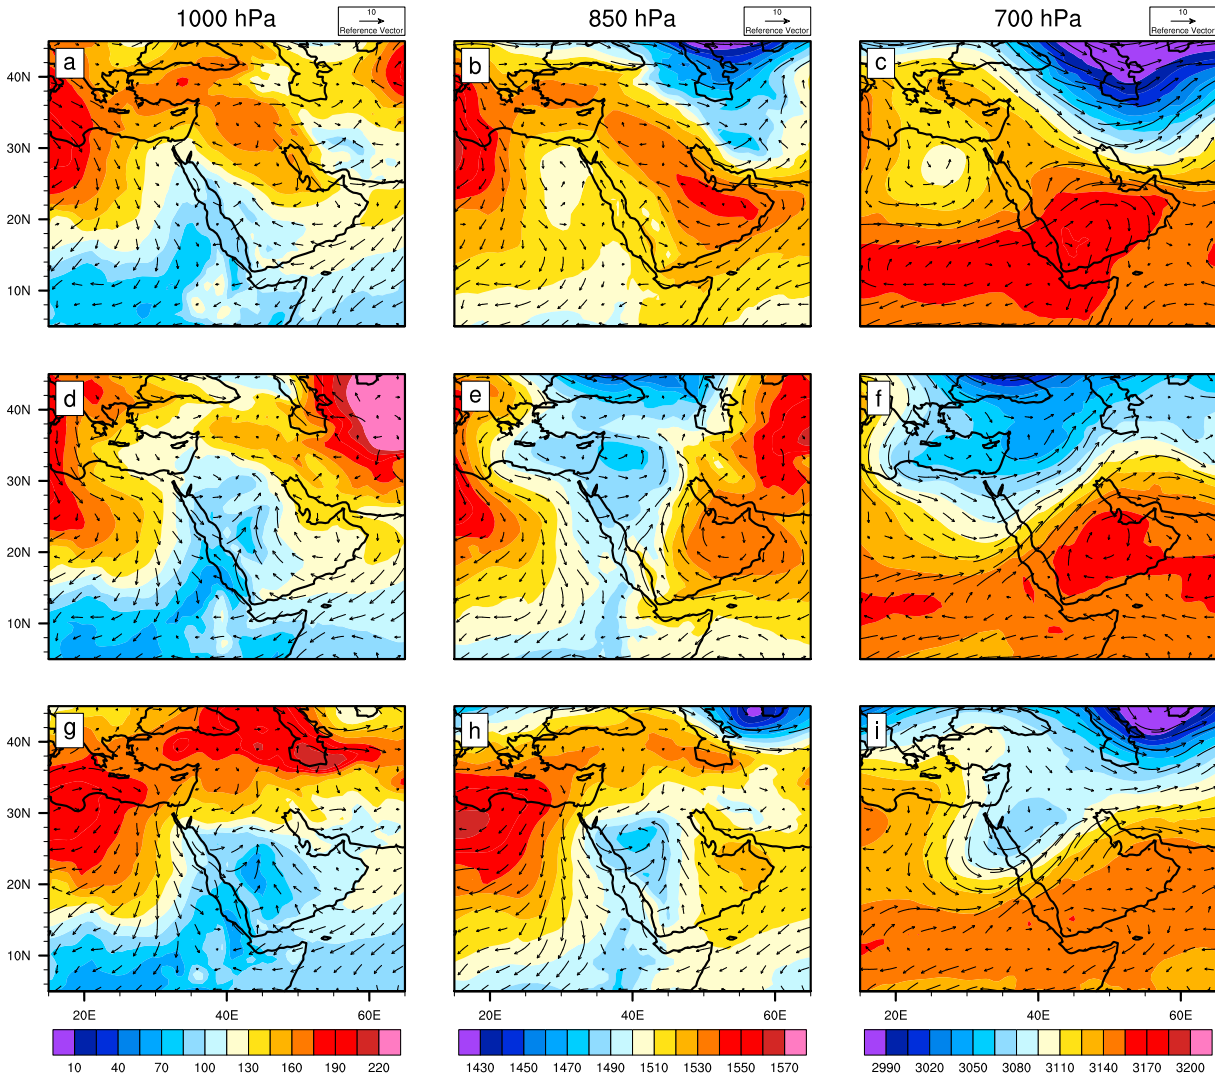 1000 hPa
10
Reference Vector
850 hPa
10
Reference Vector
700 hPa
10
Reference Vector
a
b
c
40N
30N
20N
10N
d
e
f
40N
30N
20N
10N
g
h
i
40N
30N
20N
10N
20E 40E 60E
20E 40E 60E
20E 40E 60E
10 40 70 100 130 160 190 220
1430 1450 1470 1490 1510 1530 1550 1570
2990 3020 3050 3080 3110 3140 3170 3200